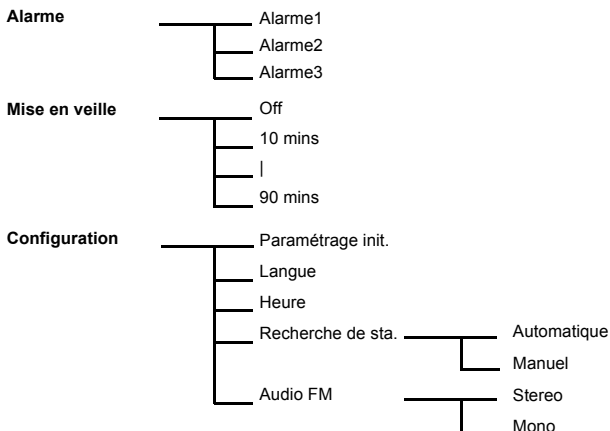 Alarme Alarme1
Alarme2
Alarme3
Mise en veille Off
10 mins
|
90 mins
Configuration Paramétrage init.
Langue
Heure
Recherche de sta. Automatique
Manuel
Audio FM Stereo
Mono